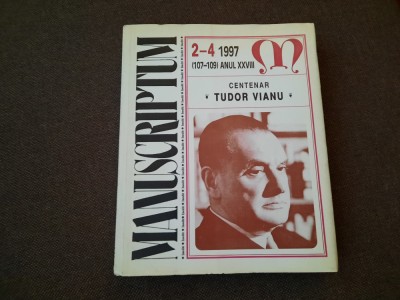 MANUSCRIPTUM
2-4 1997
(107-109) ANUL XXVIII
M
CENTENAR
* TUDOR VIANU *